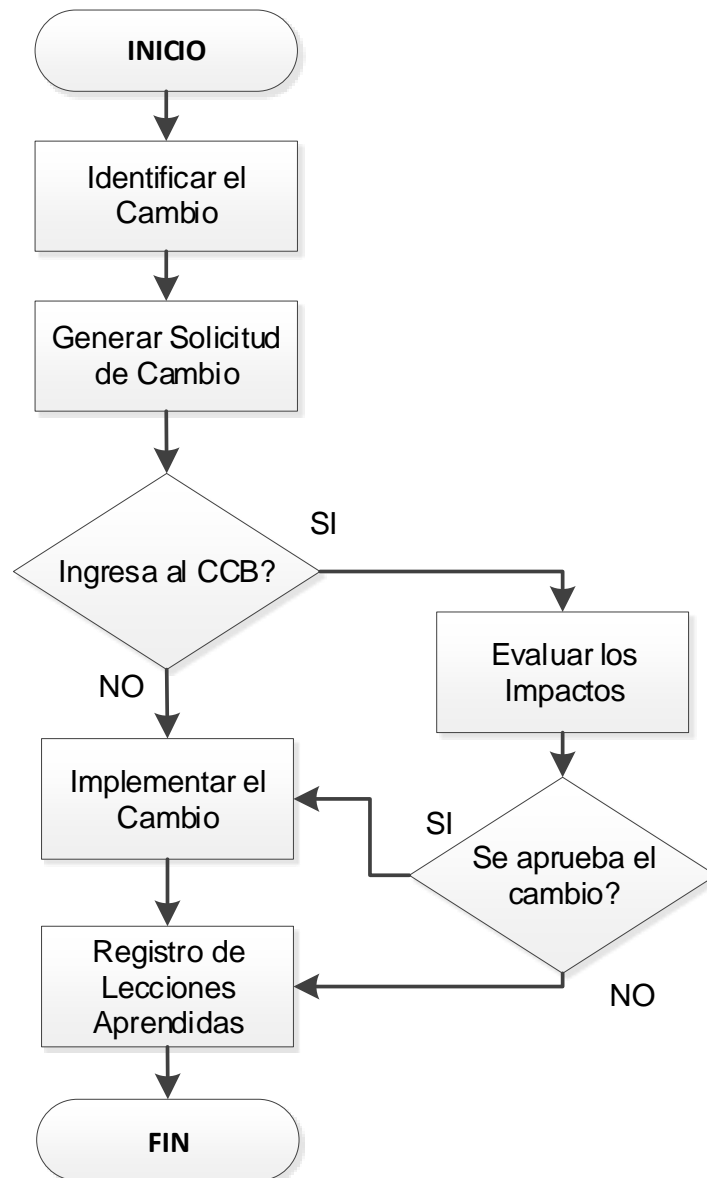 INICIO
Identificar el
Cambio
Generar Solicitud
de Cambio
SI
Ingresa al CCB?
Evaluar los
Impactos
NO
Implementar el
Cambio
SI
Se aprueba el
cambio?
Registro de
Lecciones
Aprendidas
NO
FIN